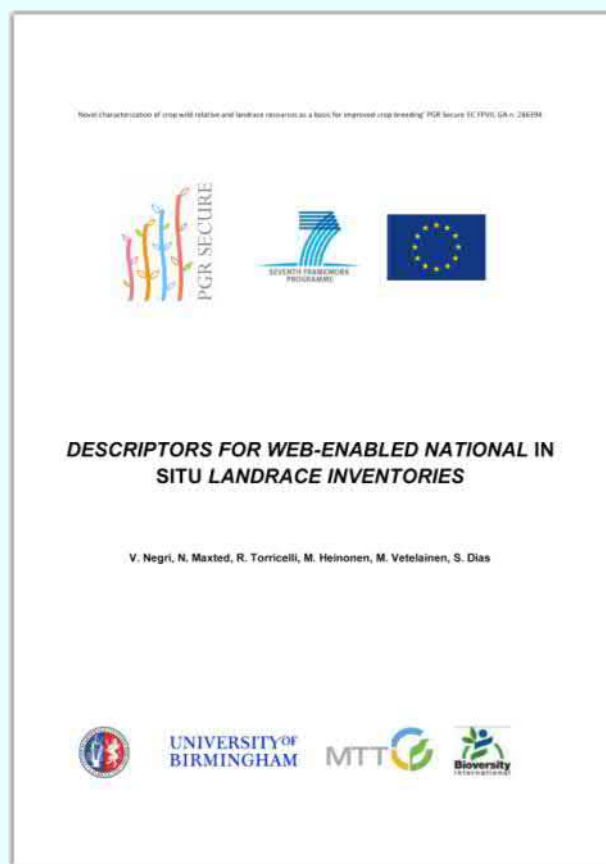 'Novel characterization of crop wild relative and landrace resources as a basis for improved crop breeding' PGR Secure EC FPVII, GA n. 266394
PGR SECURE
SEVENTH FRAMEWORK
PROGRAMME
DESCRIPTORS FOR WEB-ENABLED NATIONAL IN
SITU LANDRACE INVENTORIES
V. Negri, N. Maxted, R. Torricelli, M. Heinonen, M. Vetelainen, S. Dias
UNIVERSITY OF
BIRMINGHAM
MTT
Bioversity
International